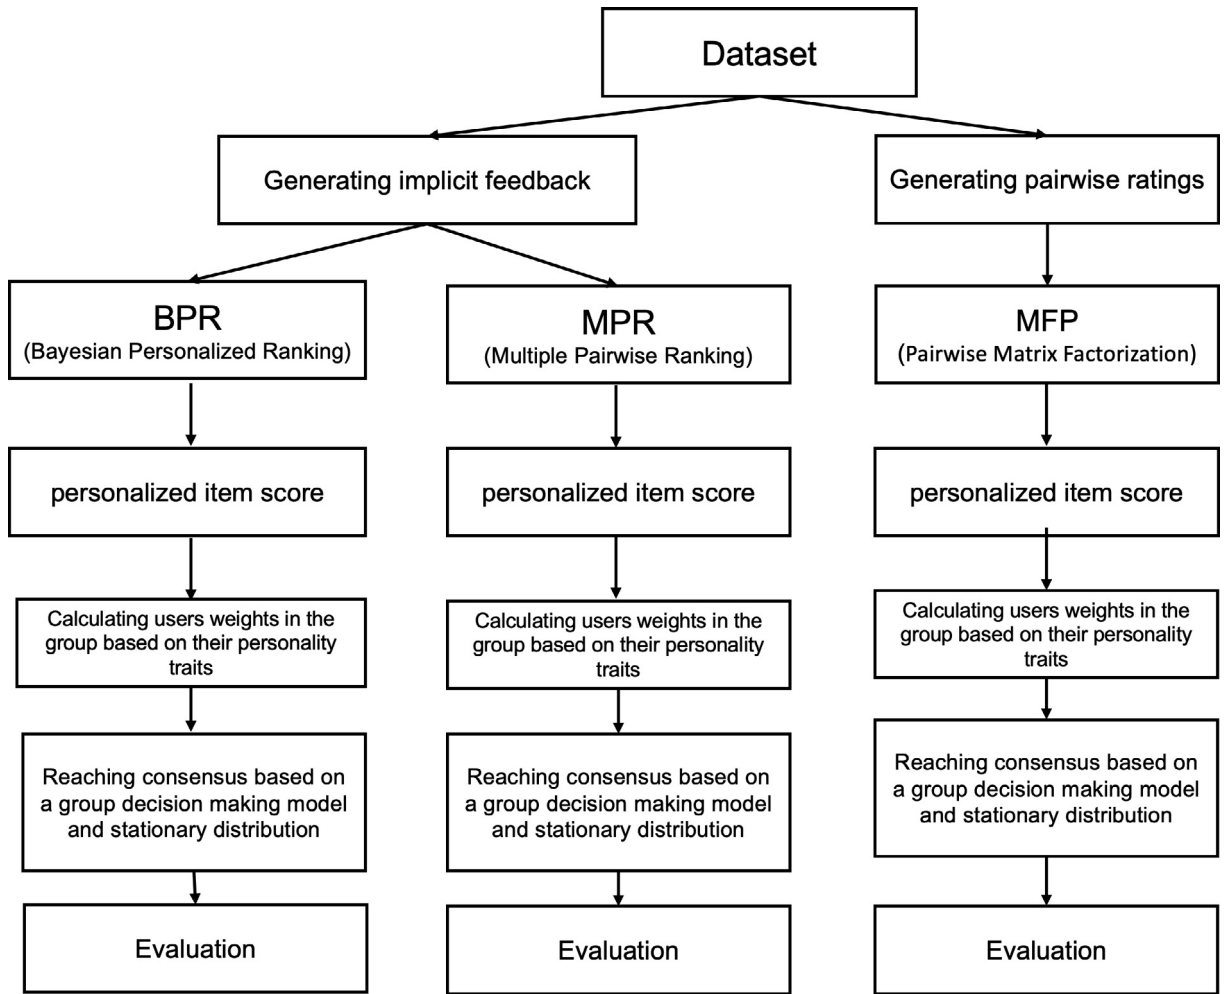 Dataset
Generating implicit feedback
Generating pairwise ratings
BPR
(Bayesian Personalized Ranking)
MPR
(Multiple Pairwise Ranking)
MFP
(Pairwise Matrix Factorization)
personalized item score
personalized item score
personalized item score
Calculating users weights in the
group based on their personality
traits
Calculating users weights in the
group based on their personality
traits
Calculating users weights in the
group based on their personality
traits
Reaching consensus based on
a group decision making model
and stationary distribution
Reaching consensus based on
a group decision making model
and stationary distribution
Reaching consensus based on
a group decision making model
and stationary distribution
Evaluation
Evaluation
Evaluation